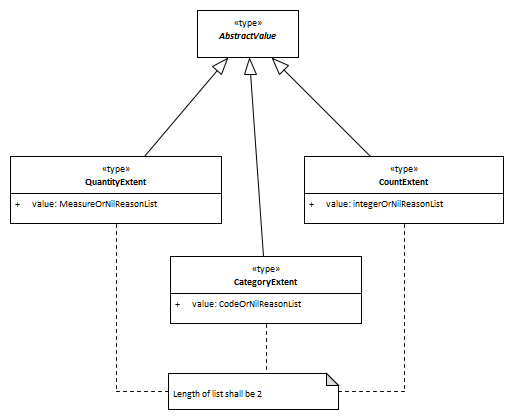 «type»
AbstractValue
«type»
QuantityExtent
+ value: MeasureOrNilReasonList
«type»
CountExtent
+ value: integerOrNilReasonList
«type»
CategoryExtent
+ value: CodeOrNilReasonList
Length of list shall be 2